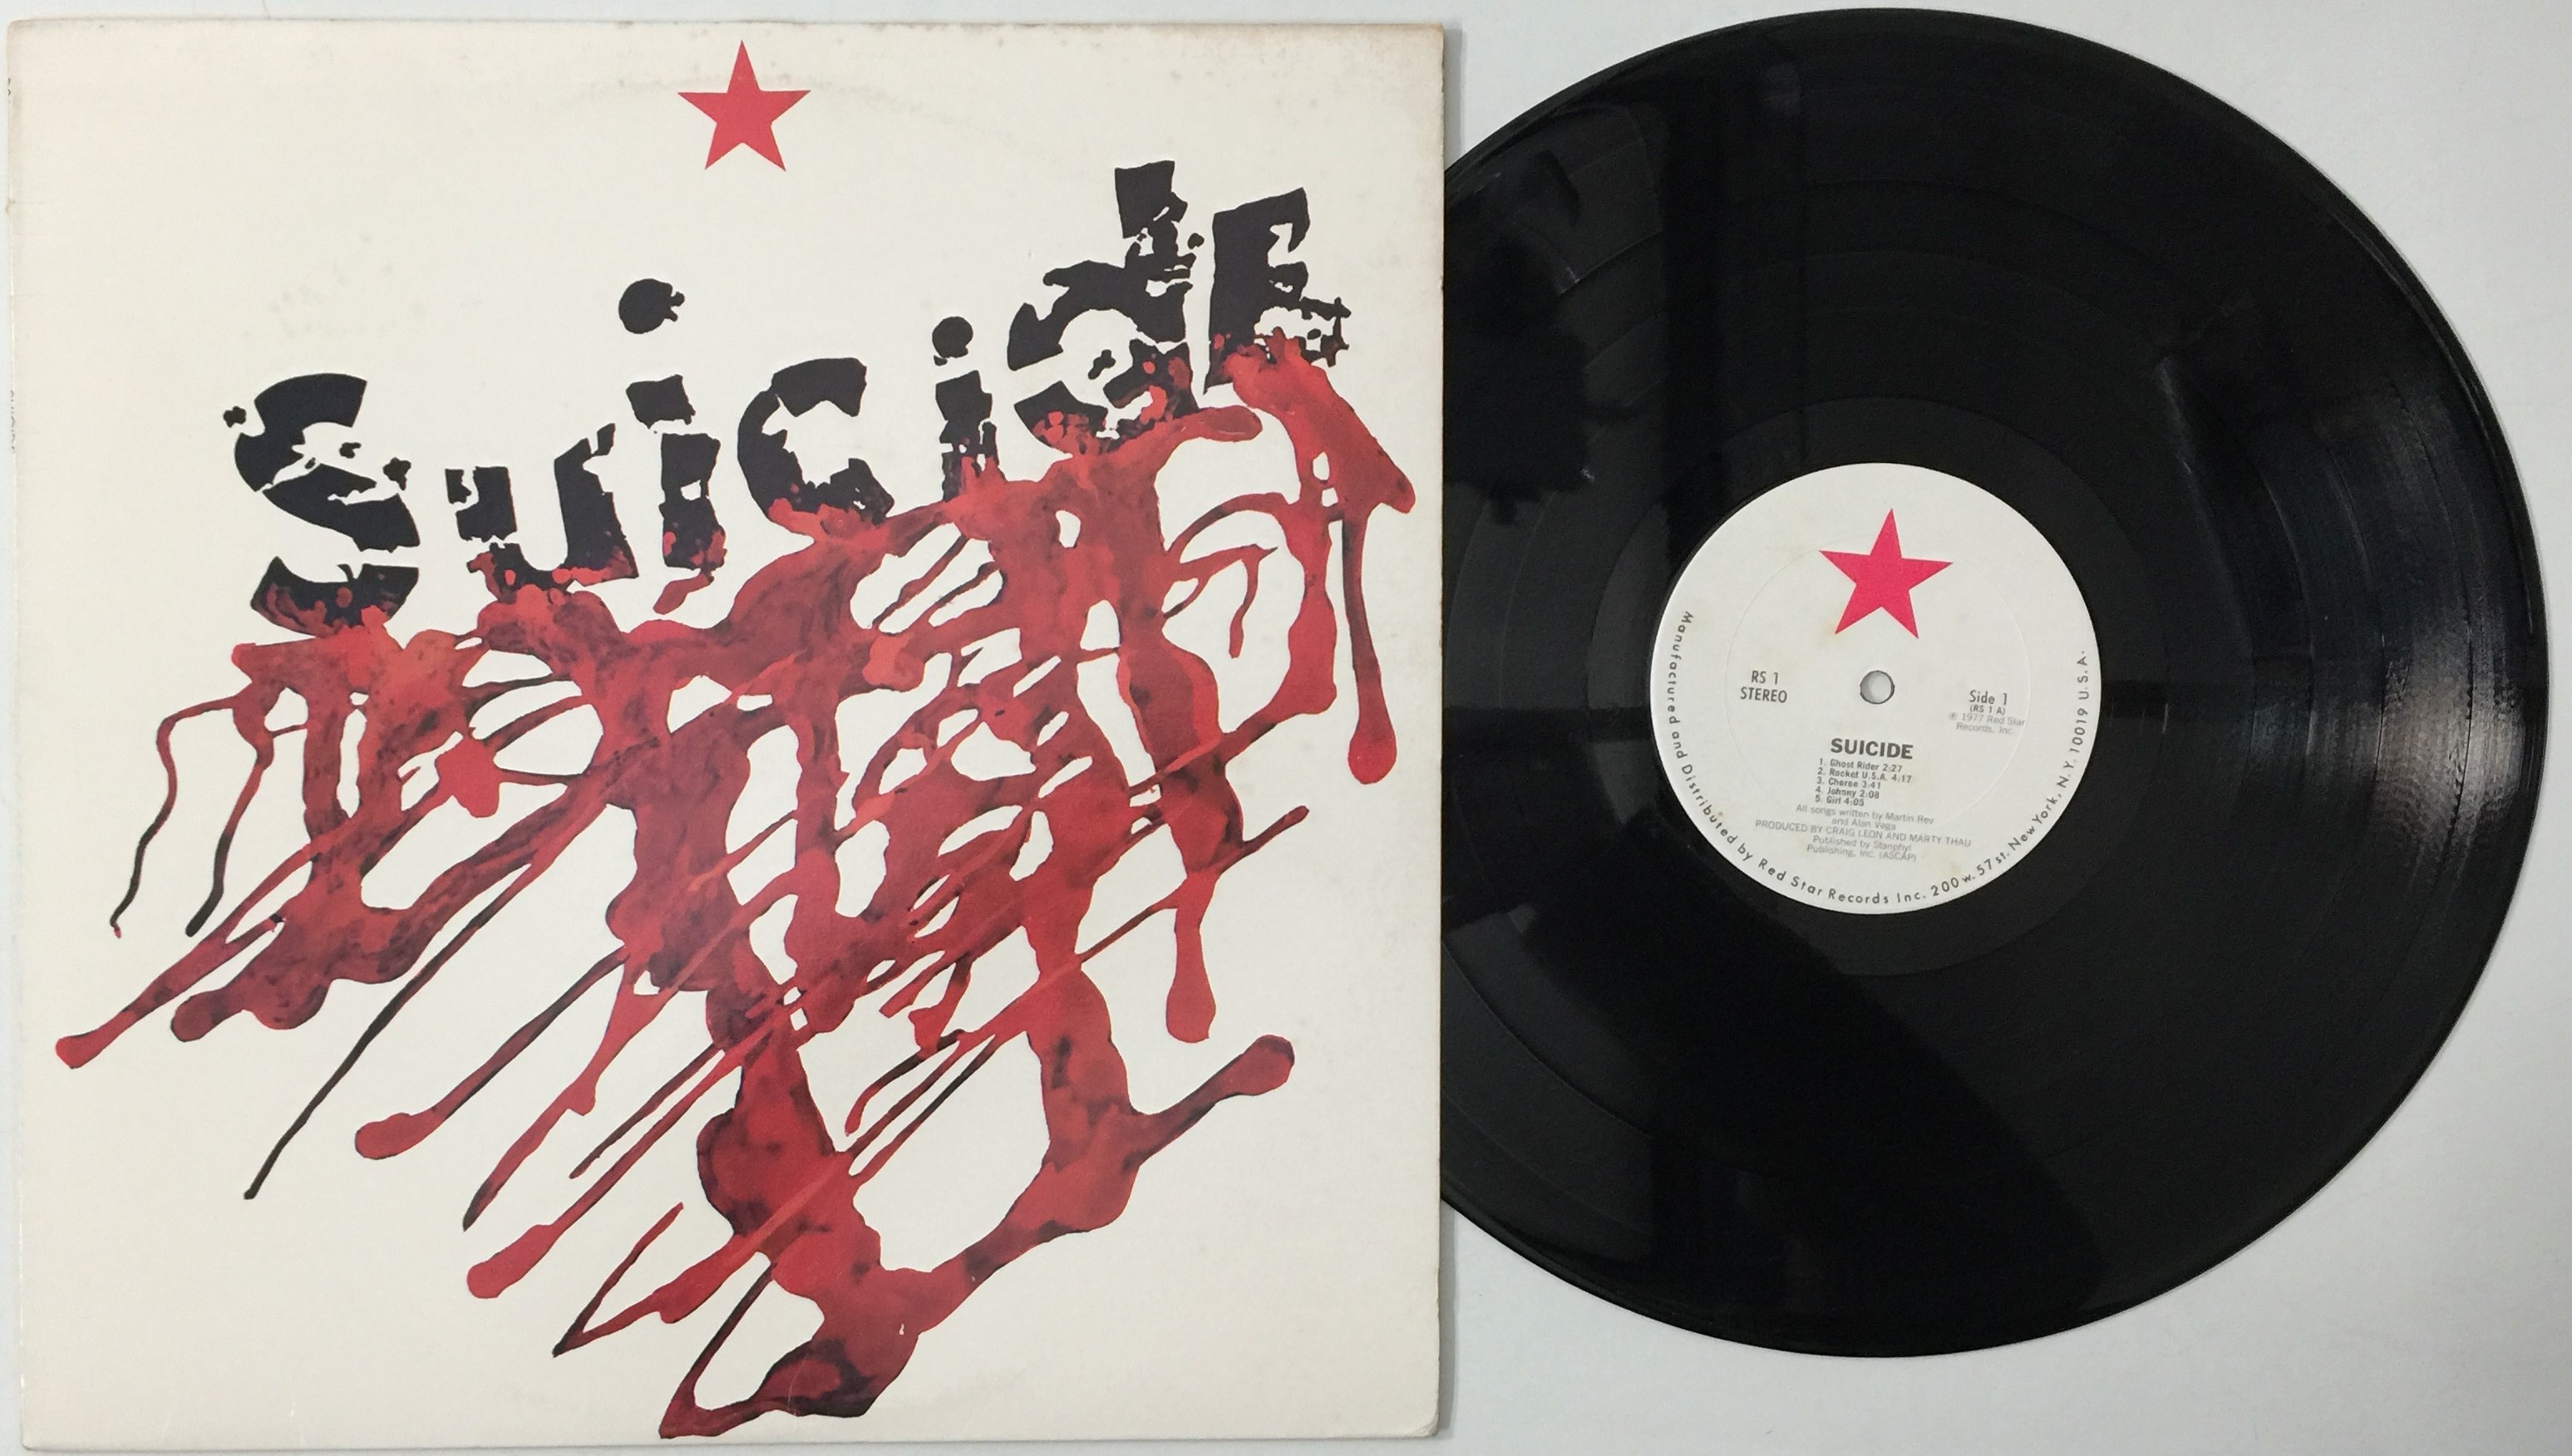 Suicide
RS 1
STEREO
Side 1
(RS 1 A)
℗ 1977 Red Star
Records, Inc.
SUICIDE
1. Ghost Rider 2:27
2. Rocket U.S.A. 4:17
3. Cheree 3:41
4. Johnny 2:08
5. Girl 4:05
All songs written by Martin Rev
and Alan Vega
PRODUCED BY CRAIG LEON AND MARTY THAU
Published by Stanphyl
Publishing, Inc. (ASCAP)
Manufactured and Distributed by Red Star Records Inc. 200 w. 57 st. New York, N.Y. 10019 U.S.A.